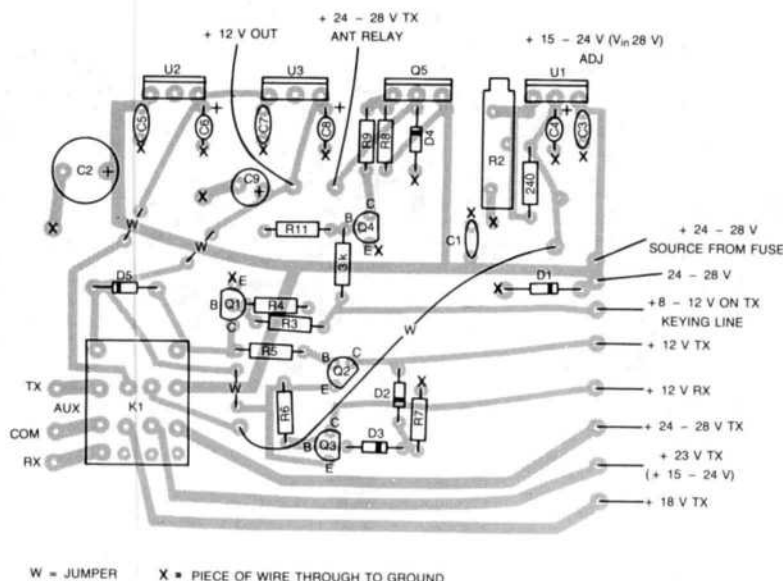 + 12 V OUT
+ 24 - 28 V TX
ANT RELAY
+ 15 - 24 V (Vin 28 V)
ADJ
U2
U3
Q5
U1
+
+
+
C5
C6
C7
C8
R9
R8
D4
R2
C4
C3
240
C2
+
C9
+
X
X
X
X
X
X
X
X
X
W
W
R11
B
C
Q4
E
X
3 k
C1
X
+ 24 - 28 V
SOURCE FROM FUSE
24 - 28 V
D5
X
E
B
Q1
C
R4
R3
X
D1
+8 - 12 V ON TX
KEYING LINE
W
R5
B
C
Q2
E
+ 12 V TX
TX
AUX
K1
W
R6
D2
X
R7
+ 12 V RX
COM
C
B
Q3
E
D3
+ 24 - 28 V TX
RX
+ 23 V TX
(+ 15 - 24 V)
+ 18 V TX
W = JUMPER X = PIECE OF WIRE THROUGH TO GROUND